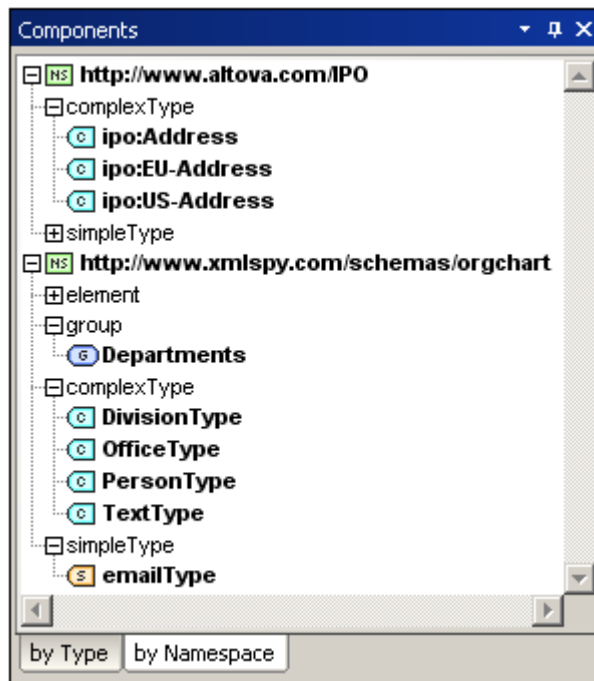 Components
NS http://www.altova.com/IPO
complexType
C ipo:Address
C ipo:EU-Address
C ipo:US-Address
simpleType
NS http://www.xmlspy.com/schemas/orgchart
element
group
G Departments
complexType
C DivisionType
C OfficeType
C PersonType
C TextType
simpleType
S emailType
by Type by Namespace